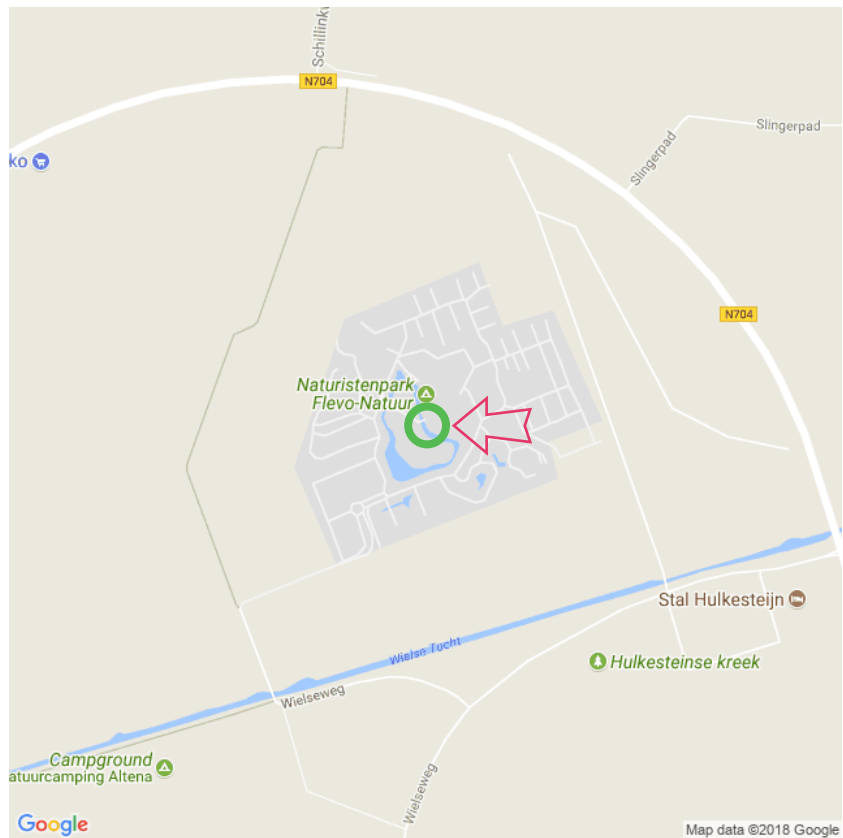 Schillinkw
N704
Slingerpad
Slingerpad
ko
N704
Naturistenpark
Flevo-Natuur
Stal Hulkesteijn
Wielse Tocht
Hulkesteinse kreek
Wielseweg
Campground
atuurcamping Altena
Wielseweg
Google
Map data ©2018 Google